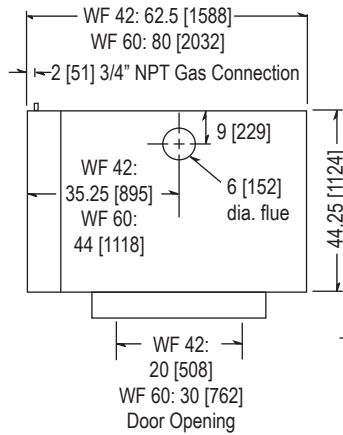 WF 42: 62.5 [1588]
WF 60: 80 [2032]
2 [51] 3/4” NPT Gas Connection
9 [229]
WF 42:
35.25 [895]
WF 60:
44 [1118]
6 [152]
dia. flue
44.25 [1124]
WF 42:
20 [508]
WF 60: 30 [762]
Door Opening